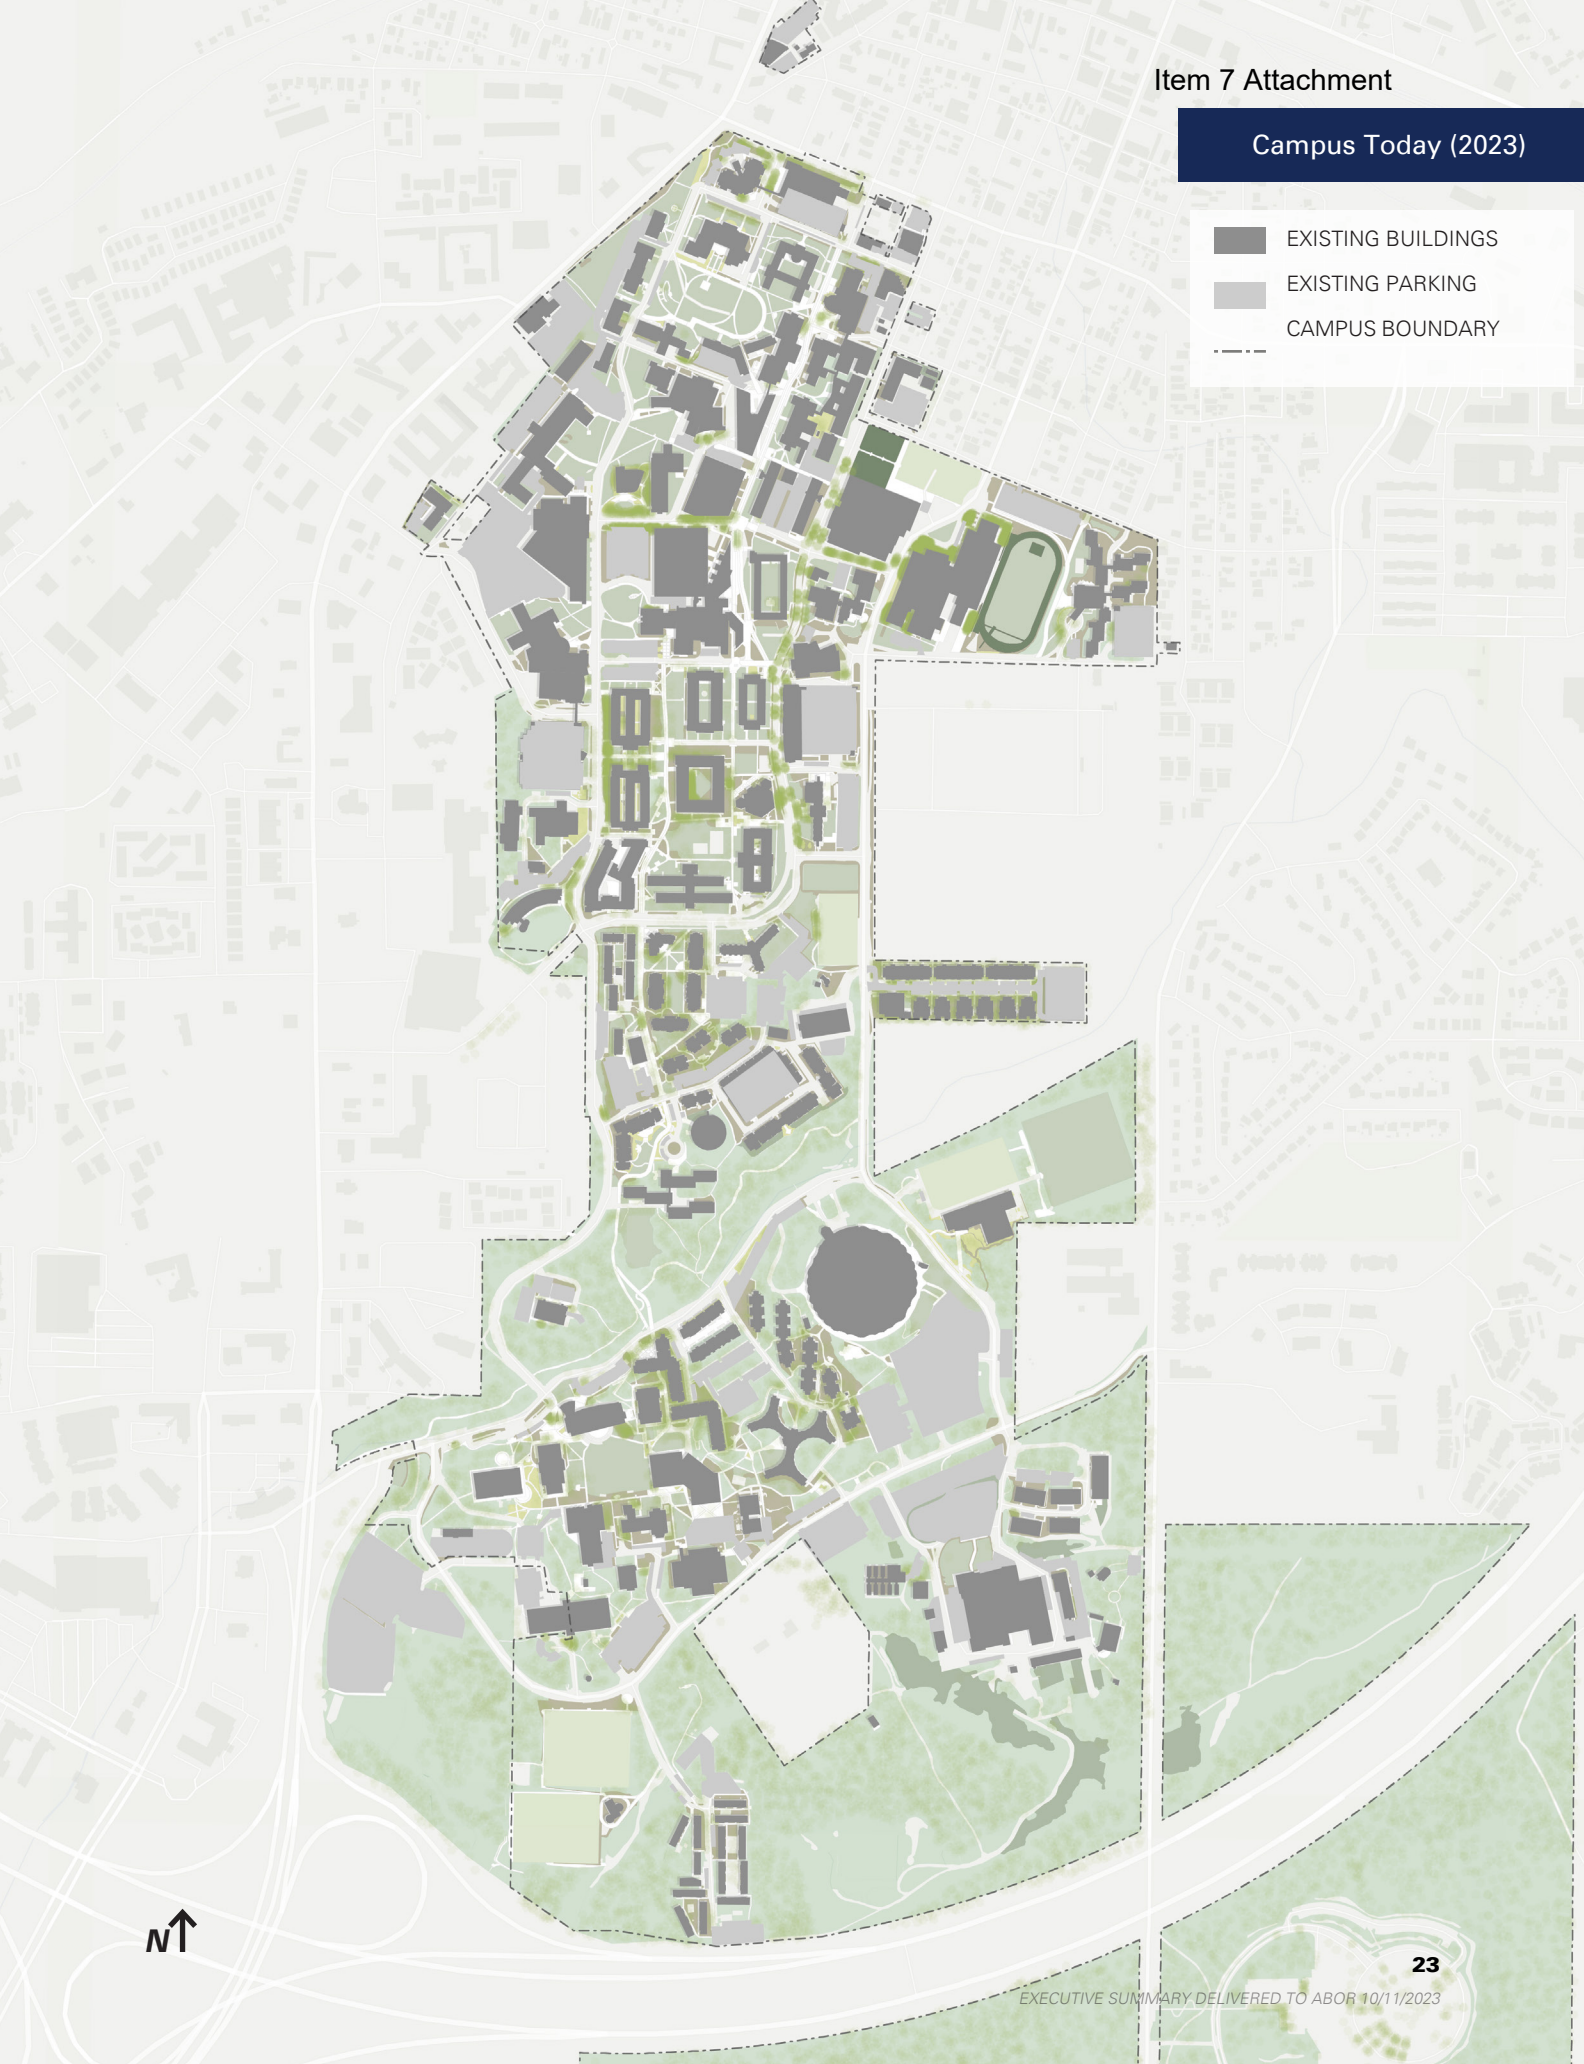 Item 7 Attachment
Campus Today (2023)
EXISTING BUILDINGS
EXISTING PARKING
CAMPUS BOUNDARY
N
23
EXECUTIVE SUMMARY DELIVERED TO ABOR 10/11/2023